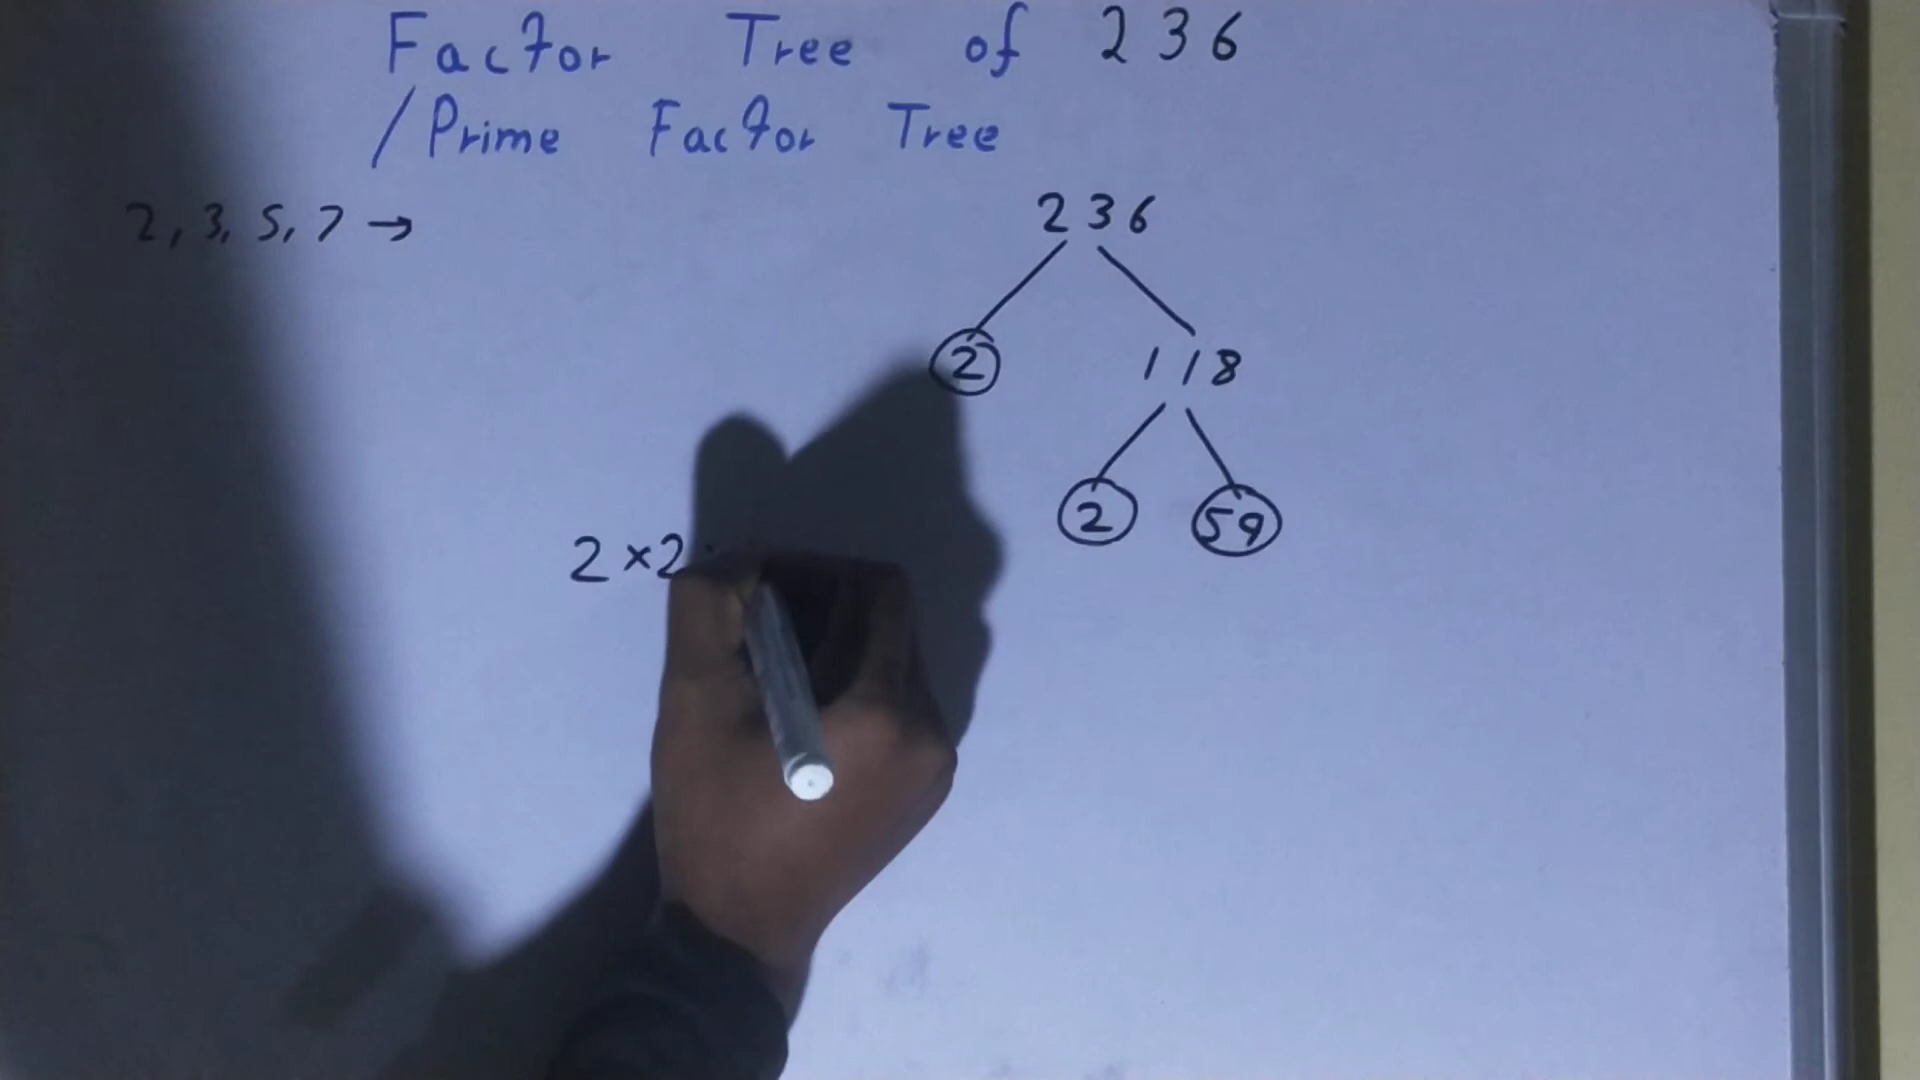 Factor Tree of 236
/Prime Factor Tree
2, 3, 5, 7 →
236
2 118
2 59
2×2